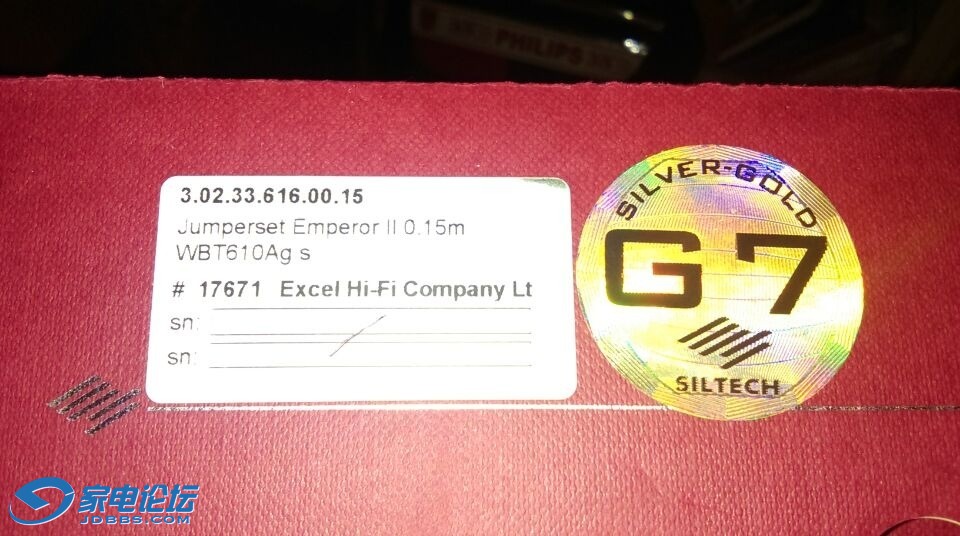 PHILIPS
3.02.33.616.00.15
Jumperset Emperor II 0.15m
WBT610Ag s
# 17671 Excel Hi-Fi Company Lt
sn:
sn:
SILVER-GOLD
G7
SILTECH
家电论坛
JDBBS.COM